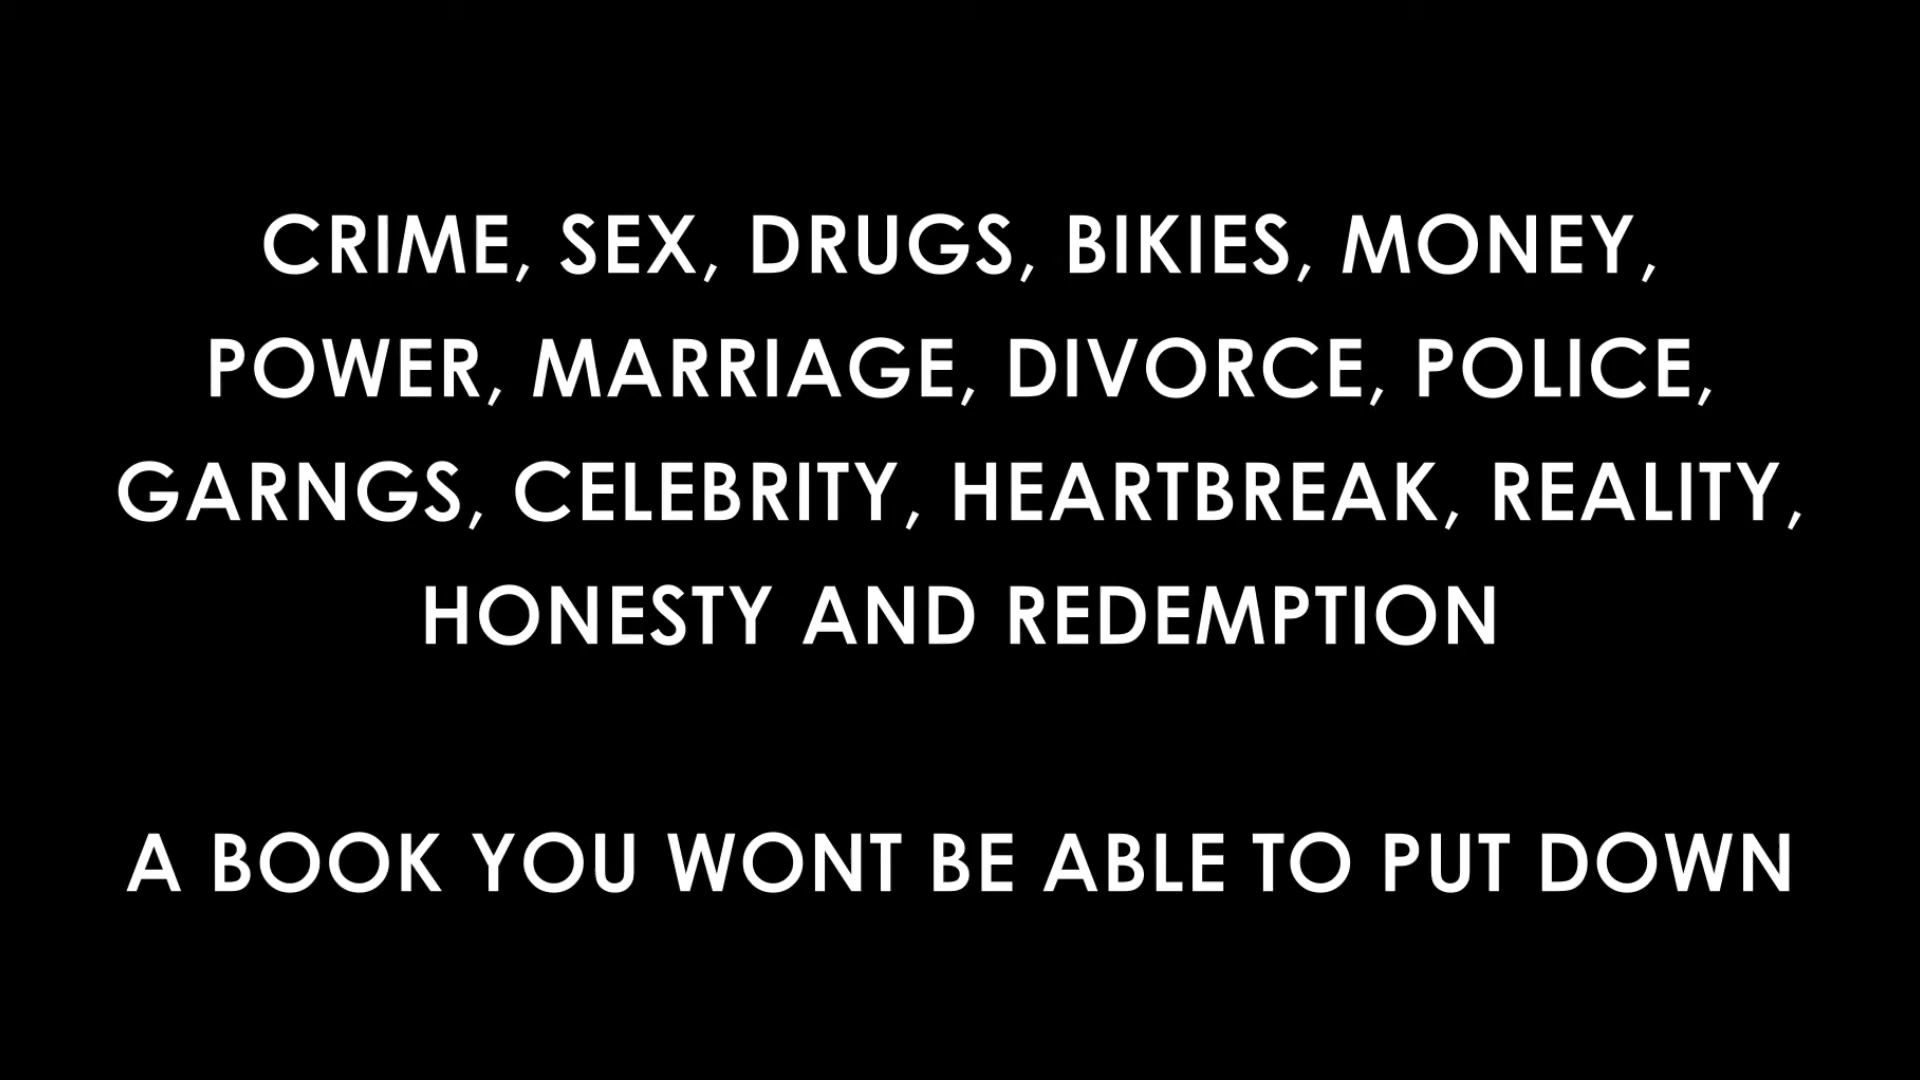 CRIME, SEX, DRUGS, BIKIES, MONEY,
POWER, MARRIAGE, DIVORCE, POLICE,
GARNGS, CELEBRITY, HEARTBREAK, REALITY,
HONESTY AND REDEMPTION
A BOOK YOU WONT BE ABLE TO PUT DOWN